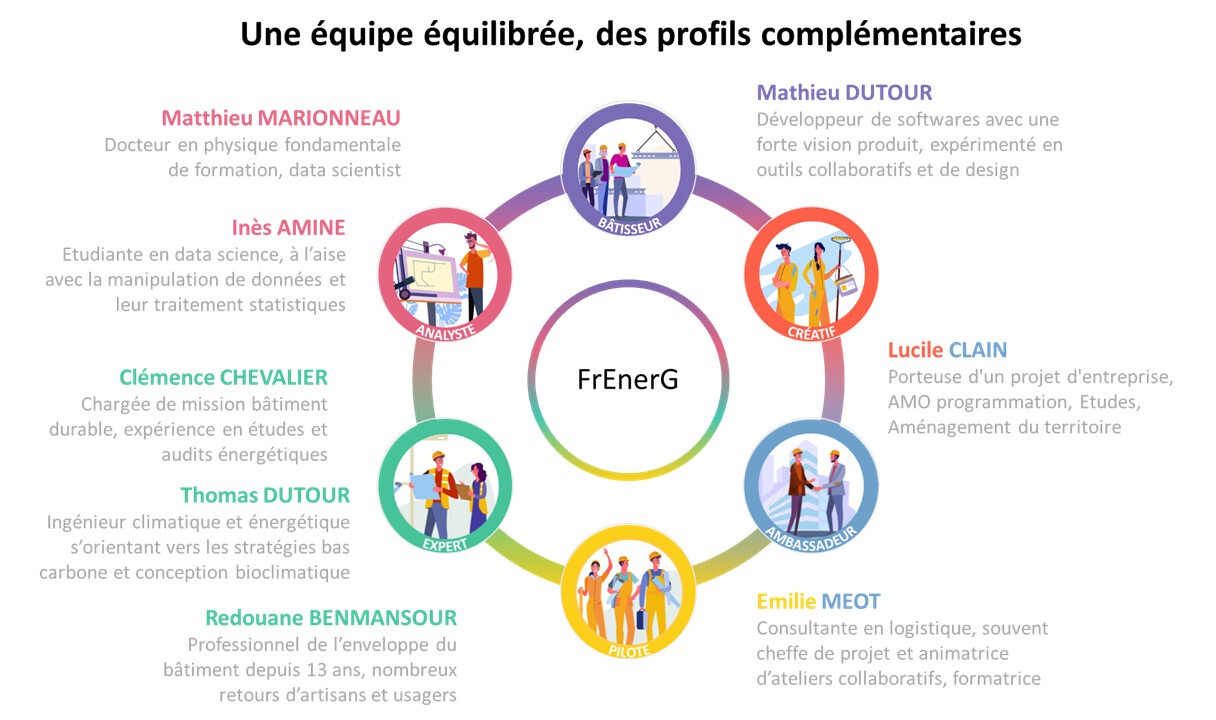 Une équipe équilibrée, des profils complémentaires
Matthieu MARIONNEAU
Docteur en physique fondamentale
de formation, data scientist
Inès AMINE
Etudiante en data science, à l’aise
avec la manipulation de données et
leur traitement statistiques
Clémence CHEVALIER
Chargée de mission bâtiment
durable, expérience en études et
audits énergétiques
Thomas DUTOUR
Ingénieur climatique et énergétique
s’orientant vers les stratégies bas
carbone et conception bioclimatique
Redouane BENMANSOUR
Professionnel de l’enveloppe du
bâtiment depuis 13 ans, nombreux
retours d’artisans et usagers
BÂTISSEUR
ANALYSTE
CRÉATIF
FrEnerG
EXPERT
AMBASSADEUR
PILOTE
Mathieu DUTOUR
Développeur de softwares avec une
forte vision produit, expérimenté en
outils collaboratifs et de design
Lucile CLAIN
Porteuse d'un projet d'entreprise,
AMO programmation, Etudes,
Aménagement du territoire
Emilie MEOT
Consultante en logistique, souvent
cheffe de projet et animatrice
d’ateliers collaboratifs, formatrice